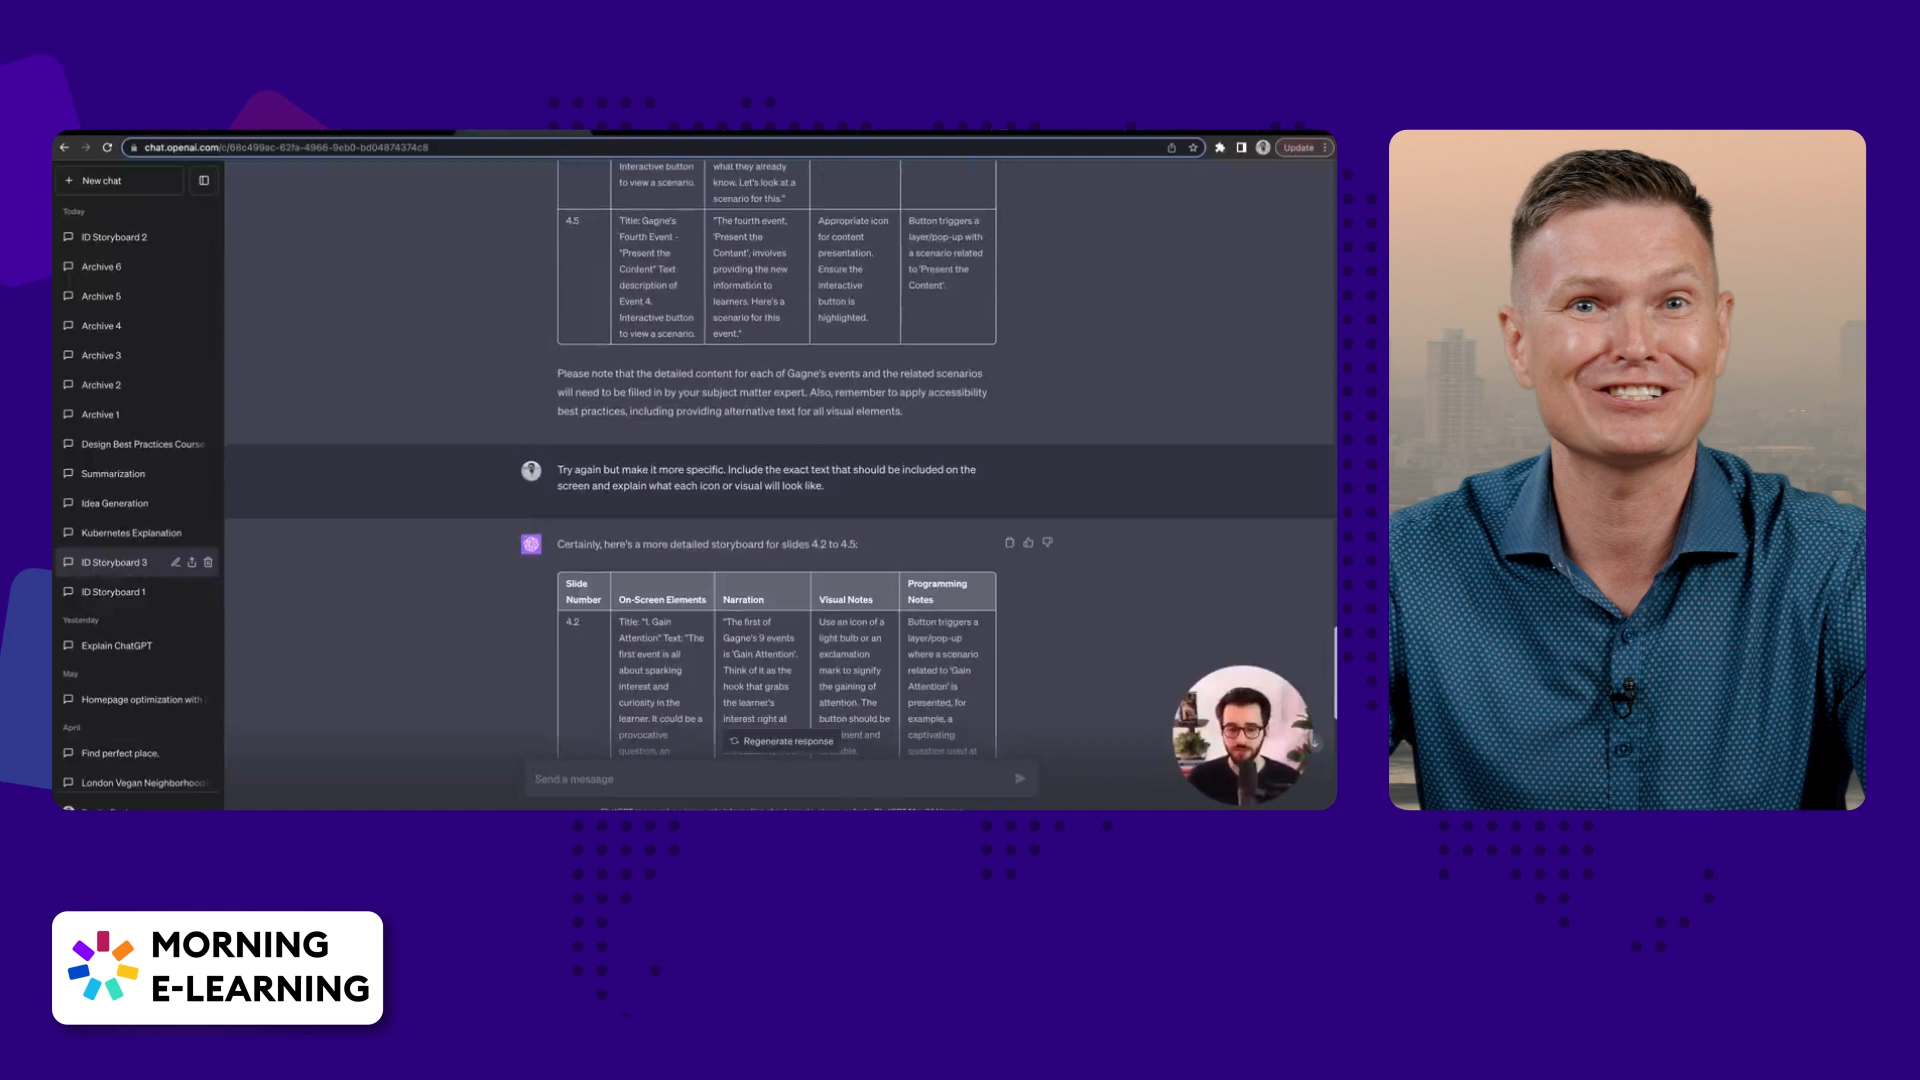 chat.openai.com/c/68c499ac-62fa-4966-9eb0-bd04874374c8
Update
New chat
Today
ID Storyboard 2
Archive 6
Archive 5
Archive 4
Archive 3
Archive 2
Archive 1
Design Best Practices Course
Summarization
Idea Generation
Kubernetes Explanation
ID Storyboard 3
ID Storyboard 1
Yesterday
Explain ChatGPT
May
Homepage optimization with
April
Find perfect place.
London Vegan Neighborhood
Interactive button
to view a scenario.
what they already
know. Let's look at a
scenario for this."
4.5
Title: Gagne's
Fourth Event -
"Present the
Content" Text
description of
Event 4.
Interactive button
to view a scenario.
"The fourth event,
'Present the
Content', involves
providing the new
information to
learners. Here's a
scenario for this
event."
Appropriate icon
for content
presentation.
Ensure the
interactive
button is
highlighted.
Button triggers a
layer/pop-up with
a scenario related
to 'Present the
Content'.
Please note that the detailed content for each of Gagne's events and the related scenarios
will need to be filled in by your subject matter expert. Also, remember to apply accessibility
best practices, including providing alternative text for all visual elements.
Try again but make it more specific. Include the exact text that should be included on the
screen and explain what each icon or visual will look like.
Certainly, here's a more detailed storyboard for slides 4.2 to 4.5:
Slide
Number
On-Screen Elements
Narration
Visual Notes
Programming
Notes
4.2
Title: "1. Gain
Attention" Text: "The
first event is all
about sparking
interest and
curiosity in the
learner. It could be a
provocative
question, an
"The first of
Gagne's 9 events
is 'Gain Attention'.
Think of it as the
hook that grabs
the learner's
interest right at
Use an icon of a
light bulb or an
exclamation
mark to signify
the gaining of
attention. The
button should be
Button triggers a
layer/pop-up
where a scenario
related to 'Gain
Attention' is
presented, for
example, a
captivating
question used at
Regenerate response
Send a message
MORNING
E-LEARNING